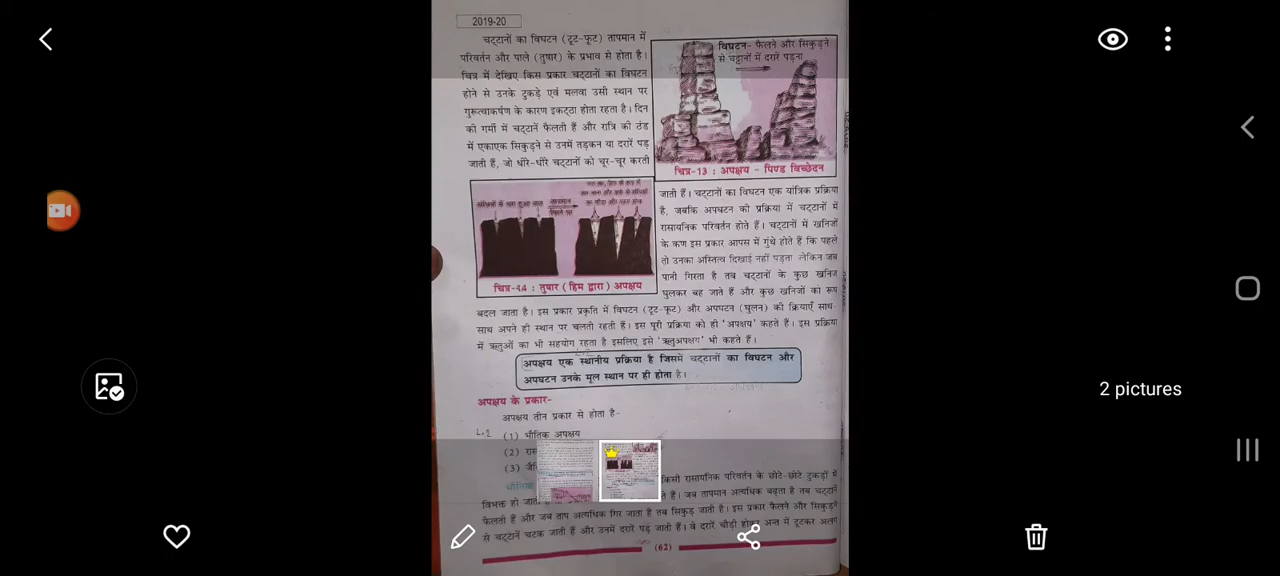 2019-20
चट्टानों का विघटन (टूट-फूट) तापमान में
परिवर्तन और पाले (तुषार) के प्रभाव से होता है।
चित्र में देखिए किस प्रकार चट्टानों का विघटन
होने से उनके टुकड़े एवं मलवा उसी स्थान पर
गुरूत्वाकर्षण के कारण इकट्ठा होता रहता है। दिन
की गर्मी में चट्टानें फैलती हैं और रात्रि की ठंड
में एकाएक सिकुड़ने से उनमें तड़कन या दरारें पड़
जाती हैं, जो धीरे-धीरे चट्टानों को चूर-चूर करती
विघटन- फैलने और सिकुड़ने
से चट्टानों में दरारें पड़ना
चित्र-13 : अपक्षय - पिण्ड विच्छेदन
चित्र-14 : तुषार (हिम द्वारा) अपक्षय
जाती हैं। चट्टानों का विघटन एक यांत्रिक प्रक्रिया
है, जबकि अपघटन की प्रक्रिया में चट्टानों में
रासायनिक परिवर्तन होते हैं। चट्टानों में खनिजों
के कण इस प्रकार आपस में गुंथे होते हैं कि पहले
तो उनका अस्तित्व दिखाई नहीं पड़ता लेकिन जब
पानी गिरता है तब चट्टानों के कुछ खनिज
घुलकर बह जाते हैं और कुछ खनिजों का रूप
बदल जाता है। इस प्रकार प्रकृति में विघटन (टूट-फूट) और अपघटन (घुलन) की क्रियाएँ साथ-
साथ अपने ही स्थान पर चलती रहती हैं। इस पूरी प्रक्रिया को ही 'अपक्षय' कहते हैं। इस प्रक्रिया
में ऋतुओं का भी सहयोग रहता है इसलिए इसे 'ऋतुअपक्षय' भी कहते हैं।
अपक्षय एक स्थानीय प्रक्रिया है जिसमें चट्टानों का विघटन और
अपघटन उनके मूल स्थान पर ही होता है।
अपक्षय के प्रकार-
अपक्षय तीन प्रकार से होता है-
(1) भौतिक अपक्षय
(2) रास
(3) जै
भौतिक
किसी रासायनिक परिवर्तन के छोटे-छोटे टुकड़ों में
विभक्त हो जाते हैं। जब तापमान अत्यधिक बढ़ता है तब चट्टानें
फैलती हैं और जब ताप अत्यधिक गिर जाता है तब सिकुड़ जाती है। इस प्रकार फैलने और सिकुड़ने
से चट्टानें चटक जाती हैं और उनमें दरारें पड़ जाती हैं। ये दरारें चौड़ी होकर अन्त में टूटकर अलग
(62)
2 pictures